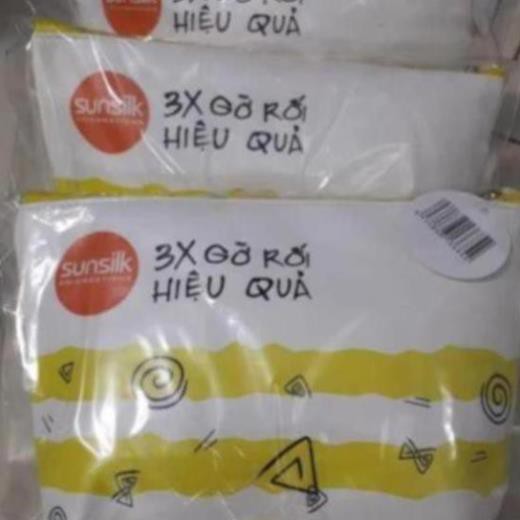 HIỆU QUẢ
sunsilk
3X GỠ RỐI
HIỆU QUẢ
sunsilk
3X GỠ RỐI
HIỆU QUẢ